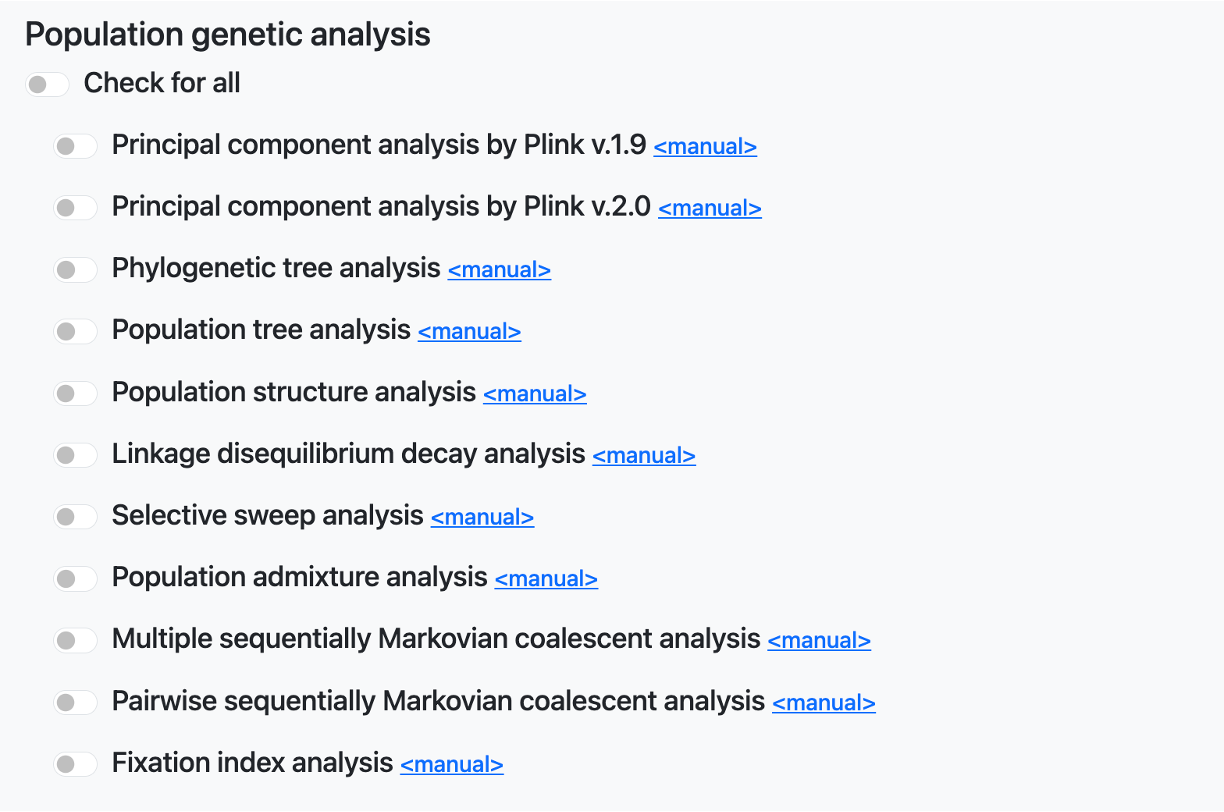 Population genetic analysis
Check for all
Principal component analysis by Plink v.1.9 <manual>
Principal component analysis by Plink v.2.0 <manual>
Phylogenetic tree analysis <manual>
Population tree analysis <manual>
Population structure analysis <manual>
Linkage disequilibrium decay analysis <manual>
Selective sweep analysis <manual>
Population admixture analysis <manual>
Multiple sequentially Markovian coalescent analysis <manual>
Pairwise sequentially Markovian coalescent analysis <manual>
Fixation index analysis <manual>